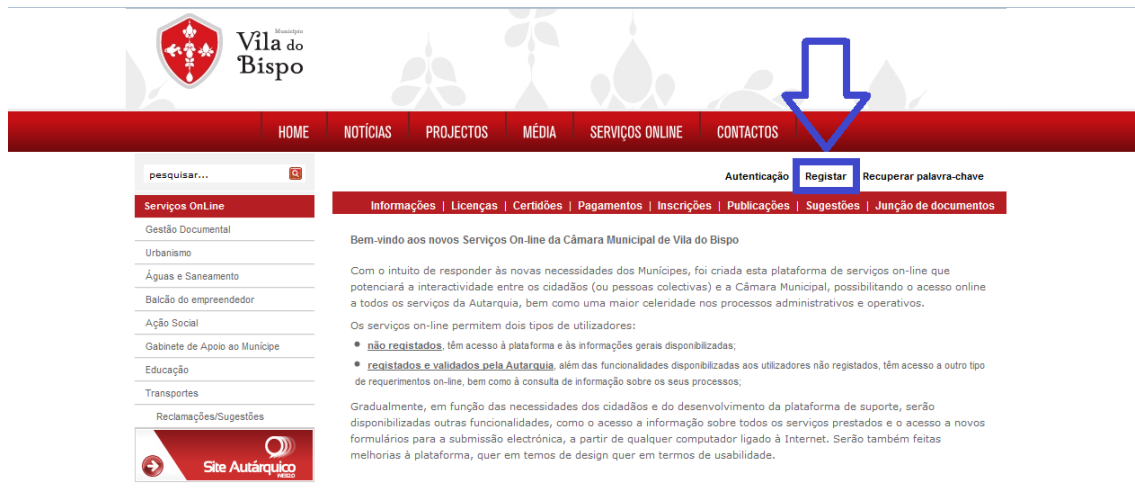 Município
Vila do
Bispo
HOME NOTÍCIAS PROJECTOS MÉDIA SERVIÇOS ONLINE CONTACTOS
pesquisar...
Autenticação Registar Recuperar palavra-chave
Serviços OnLine
Informações | Licenças | Certidões | Pagamentos | Inscrições | Publicações | Sugestões | Junção de documentos
Gestão Documental
Urbanismo
Águas e Saneamento
Balcão do empreendedor
Ação Social
Gabinete de Apoio ao Munícipe
Educação
Transportes
Reclamações/Sugestões
Site Autárquico
WIRE2.0
Bem-vindo aos novos Serviços On-line da Câmara Municipal de Vila do Bispo
Com o intuito de responder às novas necessidades dos Munícipes, foi criada esta plataforma de serviços on-line que
potenciará a interactividade entre os cidadãos (ou pessoas colectivas) e a Câmara Municipal, possibilitando o acesso online
a todos os serviços da Autarquia, bem como uma maior celeridade nos processos administrativos e operativos.
Os serviços on-line permitem dois tipos de utilizadores:
• não registados, têm acesso à plataforma e às informações gerais disponibilizadas;
• registados e validados pela Autarquia, além das funcionalidades disponibilizadas aos utilizadores não registados, têm acesso a outro tipo
de requerimentos on-line, bem como à consulta de informação sobre os seus processos;
Gradualmente, em função das necessidades dos cidadãos e do desenvolvimento da plataforma de suporte, serão
disponibilizadas outras funcionalidades, como o acesso a informação sobre todos os serviços prestados e o acesso a novos
formulários para a submissão electrónica, a partir de qualquer computador ligado à Internet. Serão também feitas
melhorias à plataforma, quer em temos de design quer em termos de usabilidade.